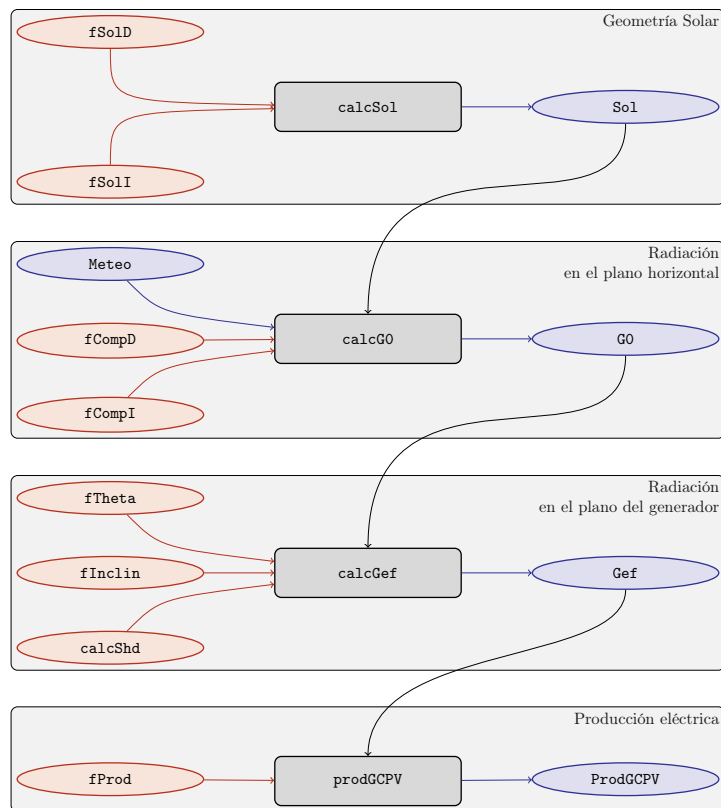 Geometría Solar
fSolD
calcSol
Sol
fSolI
Radiación
en el plano horizontal
Meteo
fCompD
calcG0
G0
fCompI
Radiación
en el plano del generador
fTheta
fInclin
calcGef
Gef
calcShd
Producción eléctrica
fProd
prodGCPV
ProdGCPV